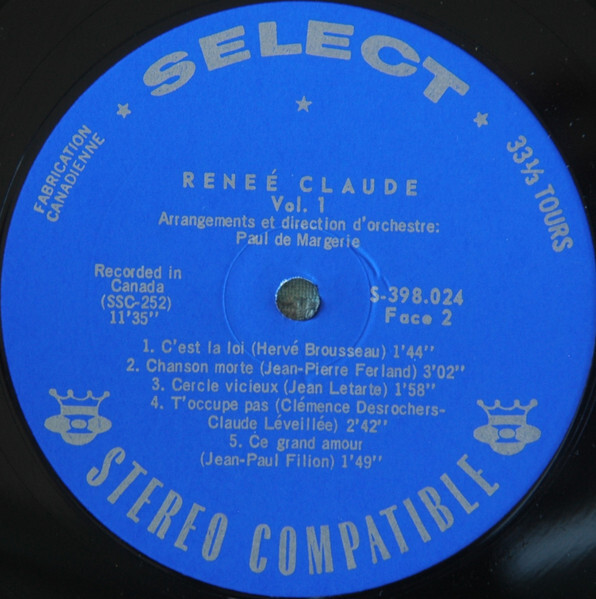 SELECT
FABRICATION
CANADIENNE
33⅓ TOURS
RENEÉ CLAUDE
Vol. 1
Arrangements et direction d'orchestre:
Paul de Margerie
Recorded in
Canada
(SSC-252)
11'35"
S-398.024
Face 2
1. C'est la loi (Hervé Brousseau) 1'44"
2. Chanson morte (Jean-Pierre Ferland) 3'02"
3. Cercle vicieux (Jean Letarte) 1'58"
4. T'occupe pas (Clémence Desrochers-
Claude Léveillée) 2'42"
5. Ce grand amour
(Jean-Paul Filion) 1'49"
STEREO COMPATIBLE